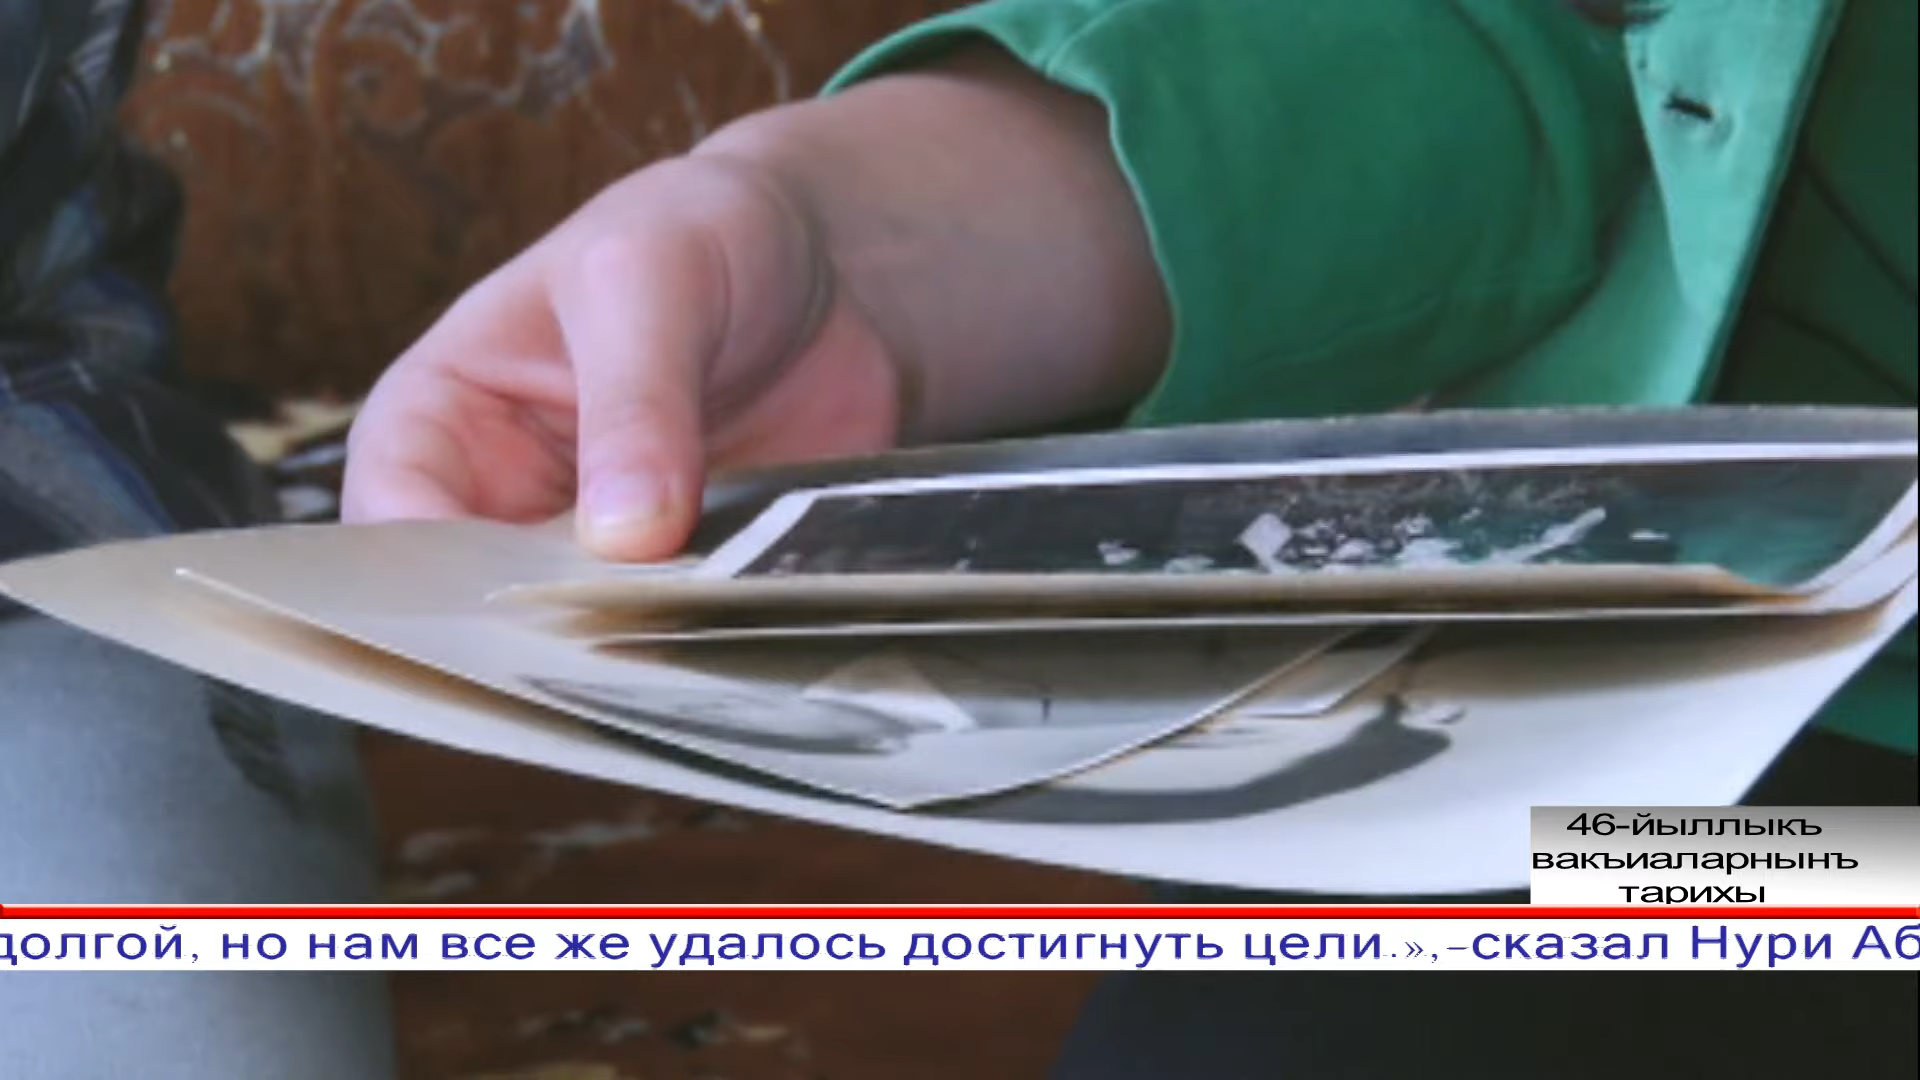 46-йыллыкъ
вакъиаларнынъ
тарихы
долгой, но нам все же удалось достигнуть цели.»,-сказал Нури Аб